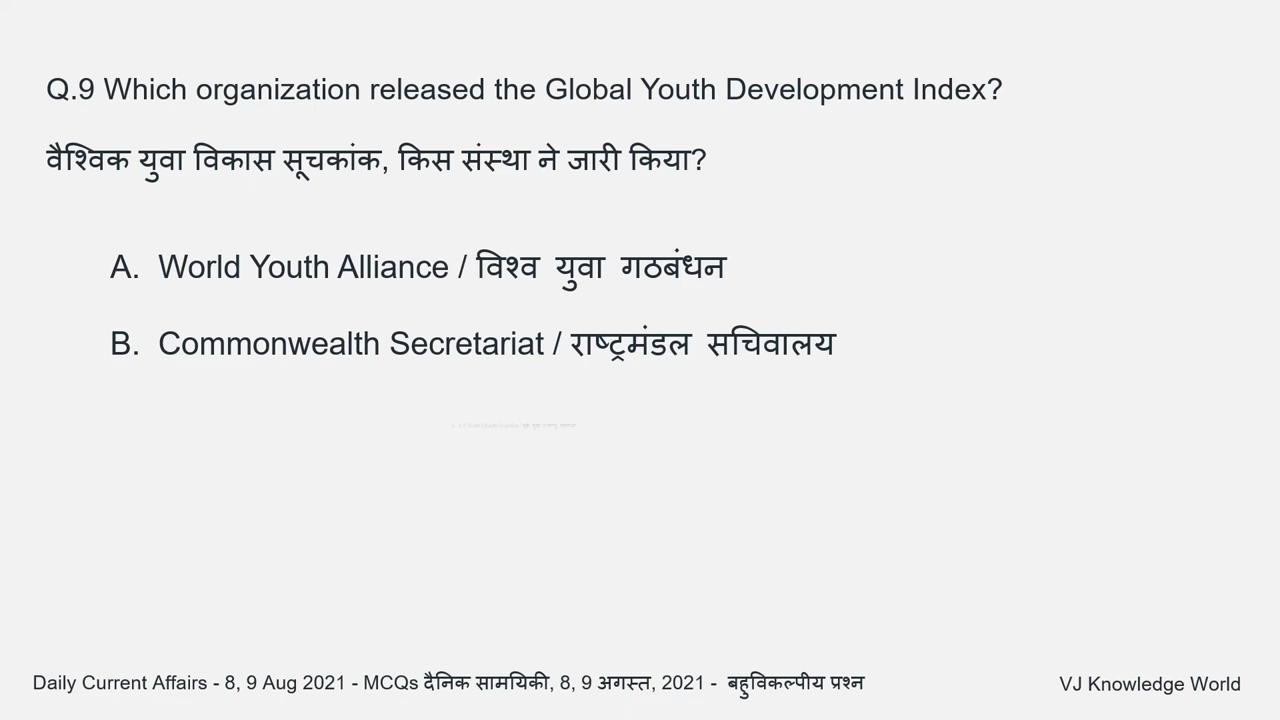 Q.9 Which organization released the Global Youth Development Index?
वैश्विक युवा विकास सूचकांक, किस संस्था ने जारी किया?
A. World Youth Alliance / विश्व युवा गठबंधन
B. Commonwealth Secretariat / राष्ट्रमंडल सचिवालय
Daily Current Affairs - 8, 9 Aug 2021 - MCQs दैनिक सामयिकी, 8, 9 अगस्त, 2021 - बहुविकल्पीय प्रश्न
VJ Knowledge World